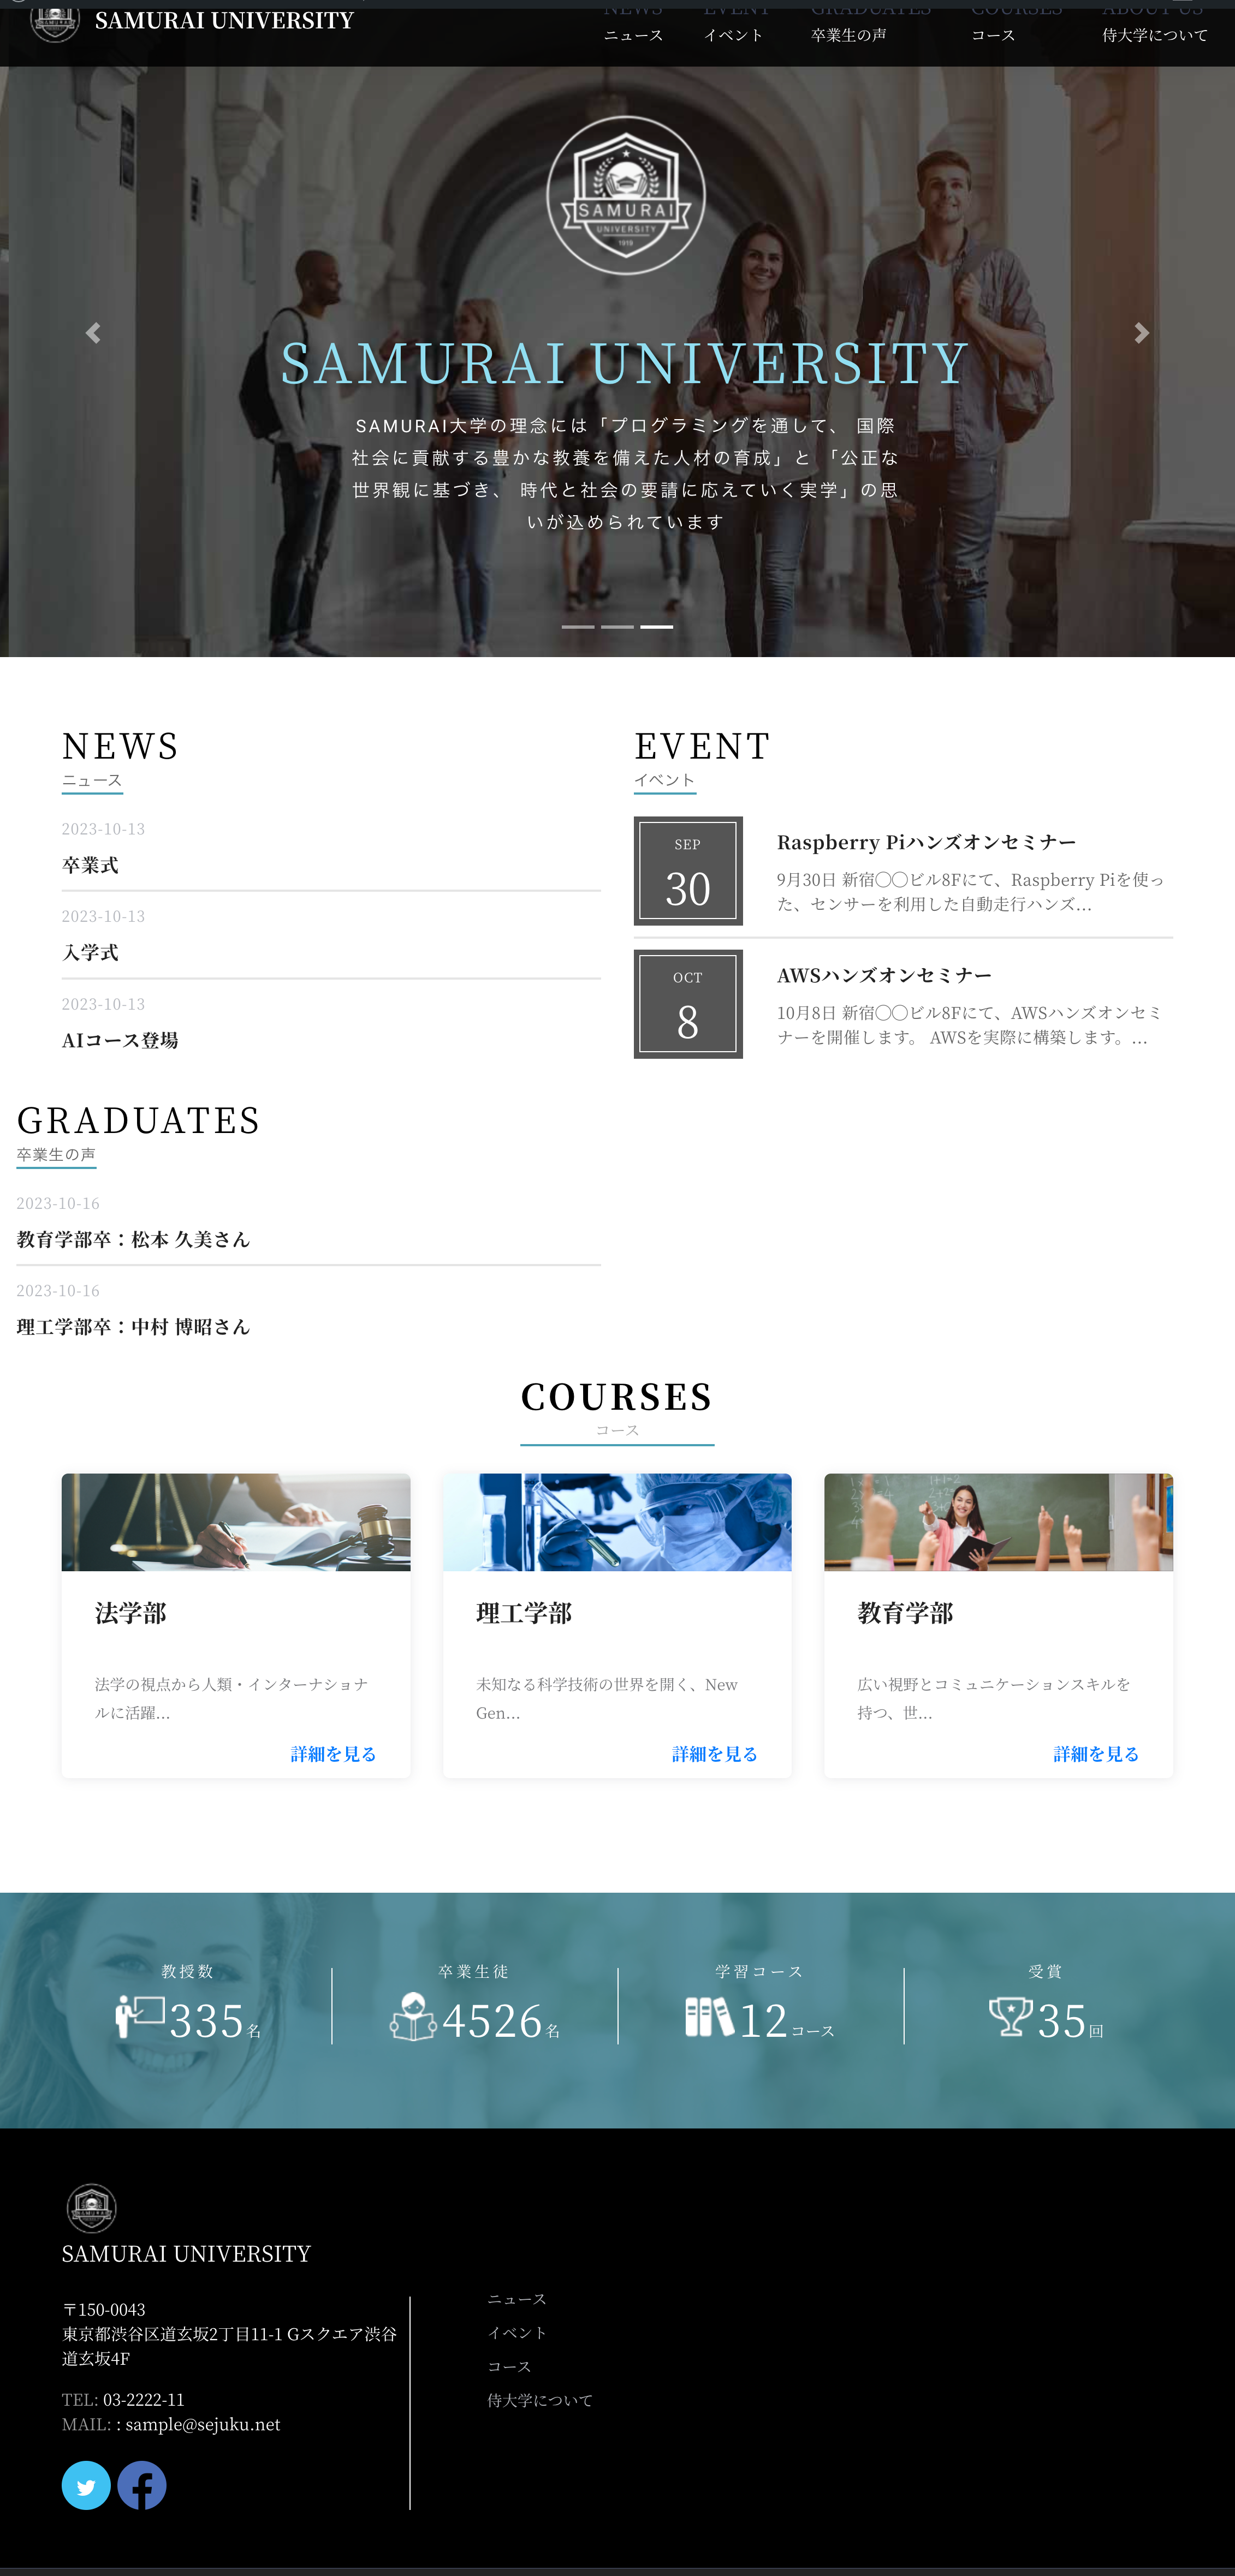 SAMURAI UNIVERSITY
NEWS EVENT GRADUATES COURSES ABOUT US
ニュース イベント 卒業生の声 コース 侍大学について
SAMURAI
UNIVERSITY
1919
SAMURAI UNIVERSITY
SAMURAI大学の理念には「プログラミングを通して、 国際
社会に貢献する豊かな教養を備えた人材の育成」と 「公正な
世界観に基づき、 時代と社会の要請に応えていく実学」の思
いが込められています
NEWS
ニュース
2023-10-13
卒業式
2023-10-13
入学式
2023-10-13
AIコース登場
EVENT
イベント
SEP
30
Raspberry Piハンズオンセミナー
9月30日 新宿◯◯ビル8Fにて、Raspberry Piを使っ
た、センサーを利用した自動走行ハンズ...
OCT
8
AWSハンズオンセミナー
10月8日 新宿◯◯ビル8Fにて、AWSハンズオンセミ
ナーを開催します。 AWSを実際に構築します。...
GRADUATES
卒業生の声
2023-10-16
教育学部卒：松本 久美さん
2023-10-16
理工学部卒：中村 博昭さん
COURSES
コース
法学部
法学の視点から人類・インターナショナ
ルに活躍...
詳細を見る
理工学部
未知なる科学技術の世界を開く、New
Gen...
詳細を見る
教育学部
広い視野とコミュニケーションスキルを
持つ、世...
詳細を見る
教授数
335名
卒業生徒
4526名
学習コース
12コース
受賞
35回
SAMURAI
SAMURAI UNIVERSITY
〒150-0043
東京都渋谷区道玄坂2丁目11-1 Gスクエア渋谷
道玄坂4F
TEL: 03-2222-11
MAIL: : sample@sejuku.net
ニュース
イベント
コース
侍大学について